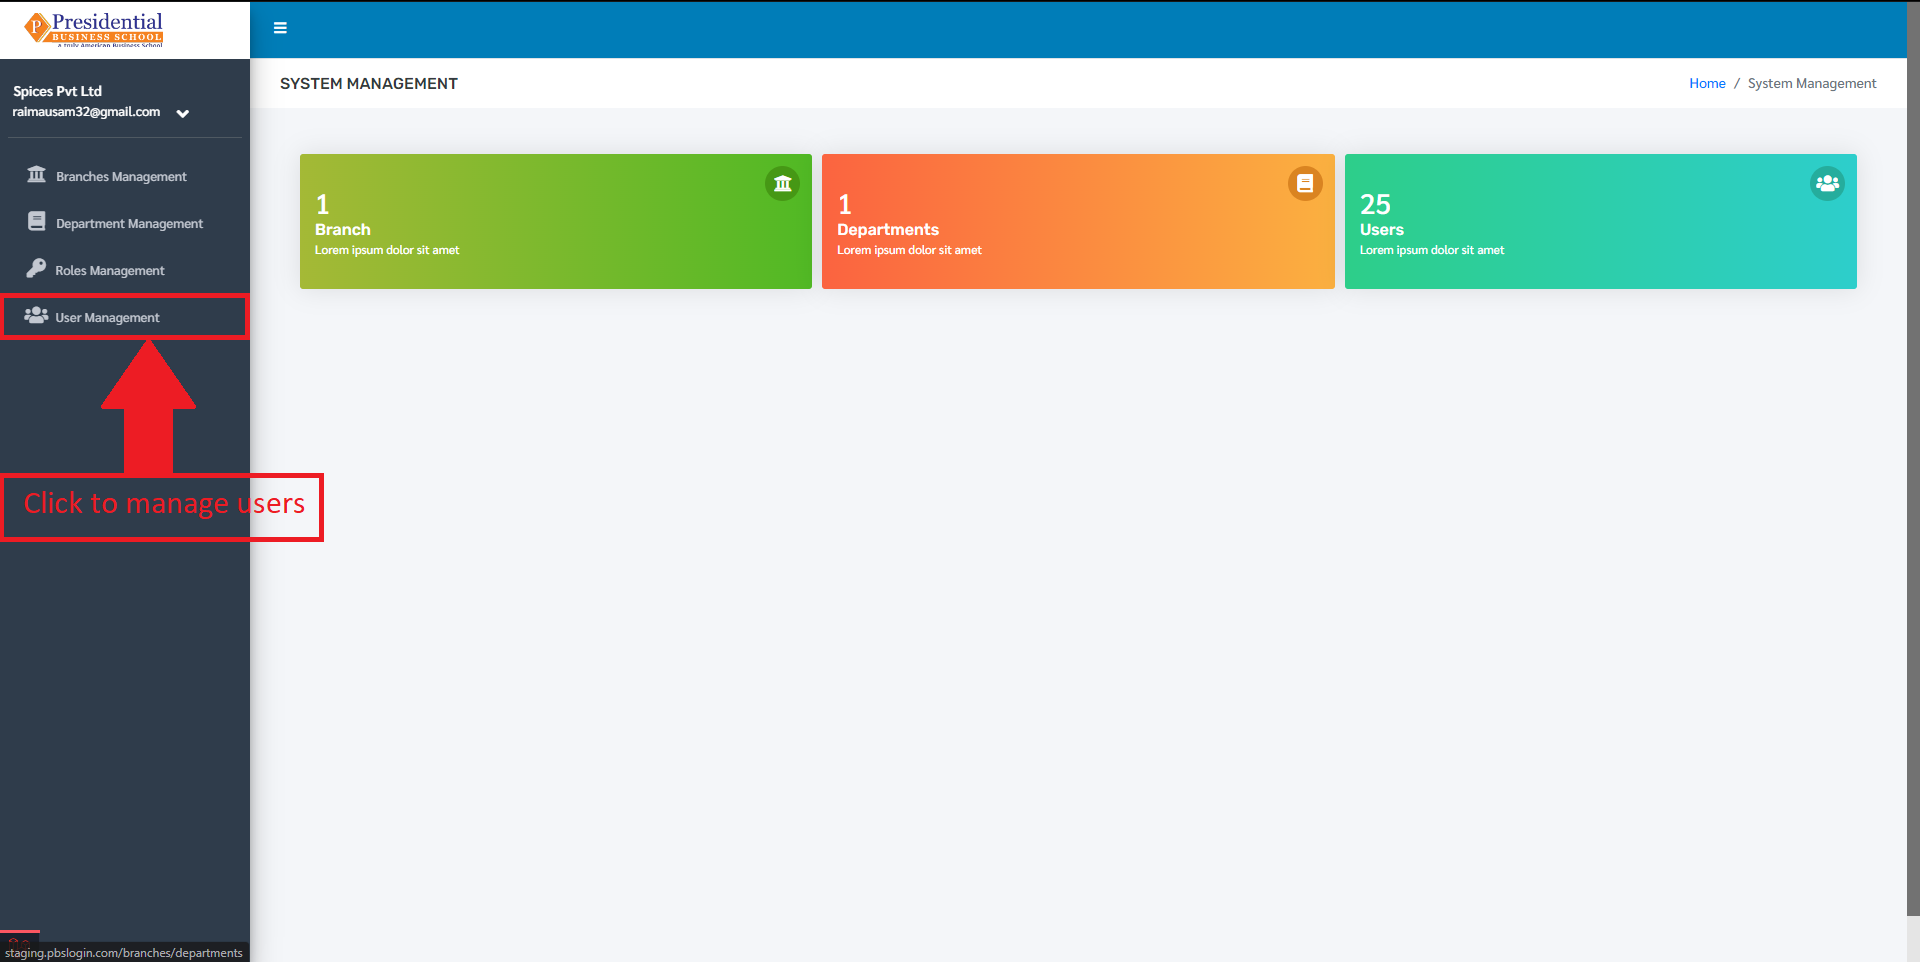 P Presidential
BUSINESS SCHOOL
a truly American Business School
Spices Pvt Ltd
raimausam32@gmail.com
Branches Management
Department Management
Roles Management
User Management
Click to manage users
SYSTEM MANAGEMENT
Home / System Management
1
Branch
Lorem ipsum dolor sit amet
1
Departments
Lorem ipsum dolor sit amet
25
Users
Lorem ipsum dolor sit amet
staging.pbslogin.com/branches/departments